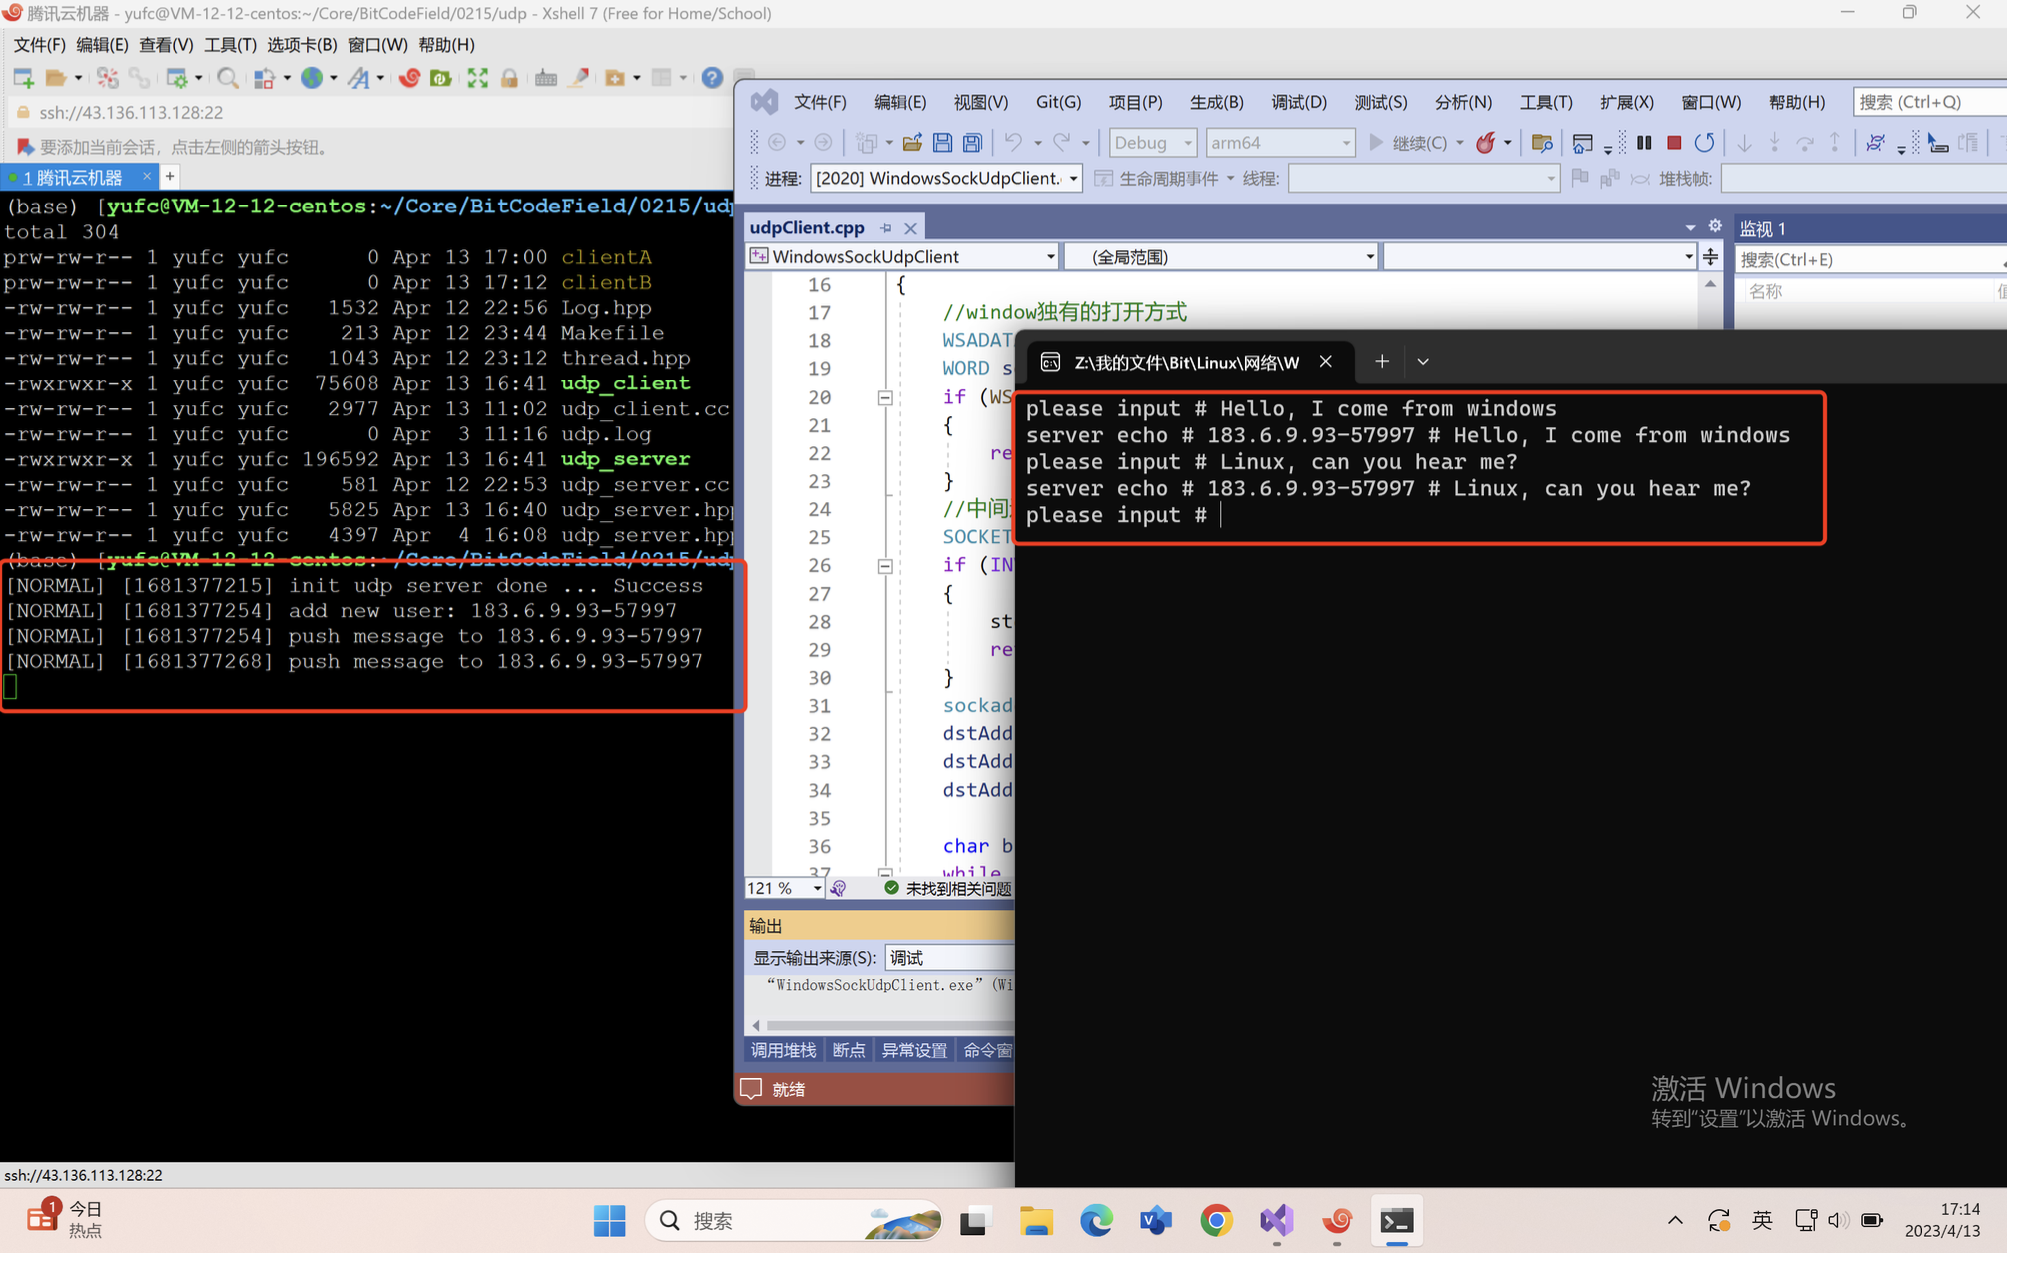 腾讯云机器 - yufc@VM-12-12-centos:~/Core/BitCodeField/0215/udp - Xshell 7 (Free for Home/School)
文件(F) 编辑(E) 查看(V) 工具(T) 选项卡(B) 窗口(W) 帮助(H)
ssh://43.136.113.128:22
要添加当前会话，点击左侧的箭头按钮。
1 腾讯云机器 × +
(base) [yufc@VM-12-12-centos:~/Core/BitCodeField/0215/ud
total 304
prw-rw-r-- 1 yufc yufc 0 Apr 13 17:00 clientA
prw-rw-r-- 1 yufc yufc 0 Apr 13 17:12 clientB
-rw-rw-r-- 1 yufc yufc 1532 Apr 12 22:56 Log.hpp
-rw-rw-r-- 1 yufc yufc 213 Apr 12 23:44 Makefile
-rw-rw-r-- 1 yufc yufc 1043 Apr 12 23:12 thread.hpp
-rwxrwxr-x 1 yufc yufc 75608 Apr 13 16:41 udp_client
-rw-rw-r-- 1 yufc yufc 2977 Apr 13 11:02 udp_client.cc
-rw-rw-r-- 1 yufc yufc 0 Apr 3 11:16 udp.log
-rwxrwxr-x 1 yufc yufc 196592 Apr 13 16:41 udp_server
-rw-rw-r-- 1 yufc yufc 581 Apr 12 22:53 udp_server.cc
-rw-rw-r-- 1 yufc yufc 5825 Apr 13 16:40 udp_server.hp
-rw-rw-r-- 1 yufc yufc 4397 Apr 4 16:08 udp_server.hp
(base) [yufc@VM-12-12-centos:~/Core/BitCodeField/0215/ud
[NORMAL] [1681377215] init udp server done ... Success
[NORMAL] [1681377254] add new user: 183.6.9.93-57997
[NORMAL] [1681377254] push message to 183.6.9.93-57997
[NORMAL] [1681377268] push message to 183.6.9.93-57997
ssh://43.136.113.128:22
文件(F) 编辑(E) 视图(V) Git(G) 项目(P) 生成(B) 调试(D) 测试(S) 分析(N) 工具(T) 扩展(X) 窗口(W) 帮助(H) 搜索 (Ctrl+Q)
Debug arm64 继续(C)
进程: [2020] WindowsSockUdpClient. 生命周期事件 线程: 堆栈帧:
udpClient.cpp
WindowsSockUdpClient (全局范围)
16 {
17 //window独有的打开方式
18 WSADAT
19 WORD s
20 if (WS
21 {
22 re
23 }
24 //中间
25 SOCKET
26 if (IN
27 {
28 st
29 re
30 }
31 sockad
32 dstAdd
33 dstAdd
34 dstAdd
35
36 char b
37 while
121 % 未找到相关问题
输出
显示输出来源(S): 调试
“WindowsSockUdpClient.exe” (Wi
调用堆栈 断点 异常设置 命令窗
就绪
监视 1
搜索(Ctrl+E)
名称
Z:\我的文件\Bit\Linux\网络\W
please input # Hello, I come from windows
server echo # 183.6.9.93-57997 # Hello, I come from windows
please input # Linux, can you hear me?
server echo # 183.6.9.93-57997 # Linux, can you hear me?
please input #
激活 Windows
转到“设置”以激活 Windows。
1 今日
热点
搜索
英
17:14
2023/4/13